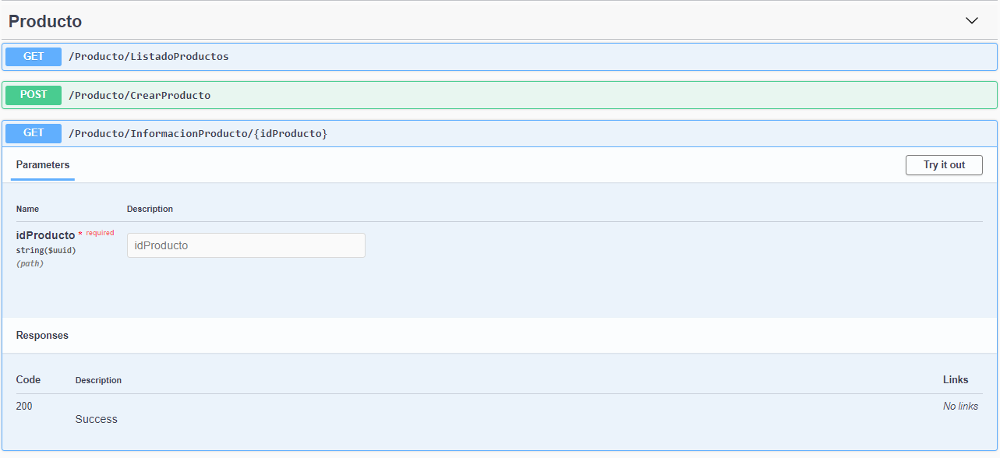 Producto
GET /Producto/ListadoProductos
POST /Producto/CrearProducto
GET /Producto/InformacionProducto/{idProducto}
Parameters Try it out
Name Description
idProducto * required
string($uuid)
(path)
idProducto
Responses
Code Description Links
200 No links
Success